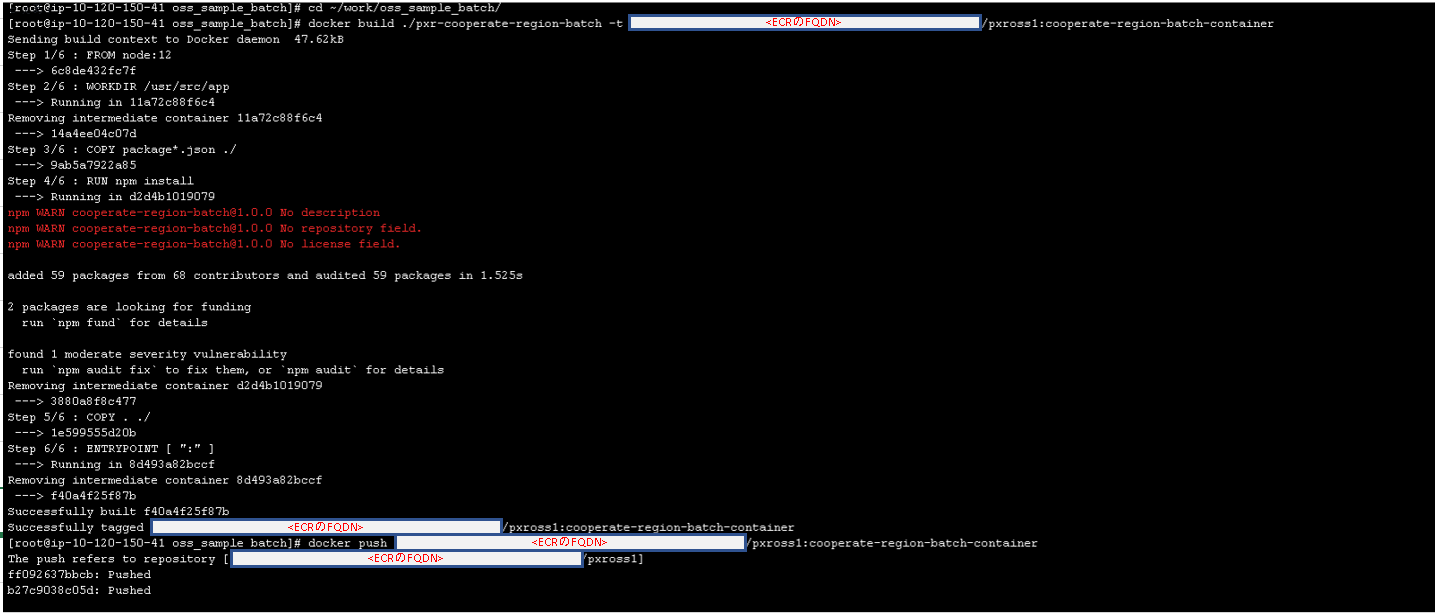 [root@ip-10-120-150-41 oss_sample_batch]# cd ~/work/oss_sample_batch/
[root@ip-10-120-150-41 oss_sample_batch]# docker build ./pxr-cooperate-region-batch -t <ECRのFQDN>/pxross1:cooperate-region-batch-container
Sending build context to Docker daemon  47.62kB
Step 1/6 : FROM node:12
 ---> 6c8de432fc7f
Step 2/6 : WORKDIR /usr/src/app
 ---> Running in 11a72c88f6c4
Removing intermediate container 11a72c88f6c4
 ---> 14a4ee04c07d
Step 3/6 : COPY package*.json ./
 ---> 9ab5a7922a85
Step 4/6 : RUN npm install
 ---> Running in d2d4b1019079
npm WARN cooperate-region-batch@1.0.0 No description
npm WARN cooperate-region-batch@1.0.0 No repository field.
npm WARN cooperate-region-batch@1.0.0 No license field.
added 59 packages from 68 contributors and audited 59 packages in 1.525s
2 packages are looking for funding
  run `npm fund` for details
found 1 moderate severity vulnerability
  run `npm audit fix` to fix them, or `npm audit` for details
Removing intermediate container d2d4b1019079
 ---> 3880a8f8c477
Step 5/6 : COPY . ./
 ---> 1e599555d20b
Step 6/6 : ENTRYPOINT [ ":" ]
 ---> Running in 8d493a82bccf
Removing intermediate container 8d493a82bccf
 ---> f40a4f25f87b
Successfully built f40a4f25f87b
Successfully tagged <ECRのFQDN>/pxross1:cooperate-region-batch-container
[root@ip-10-120-150-41 oss_sample_batch]# docker push <ECRのFQDN>/pxross1:cooperate-region-batch-container
The push refers to repository [<ECRのFQDN>/pxross1]
ff092637bbcb: Pushed
b27c9038c05d: Pushed